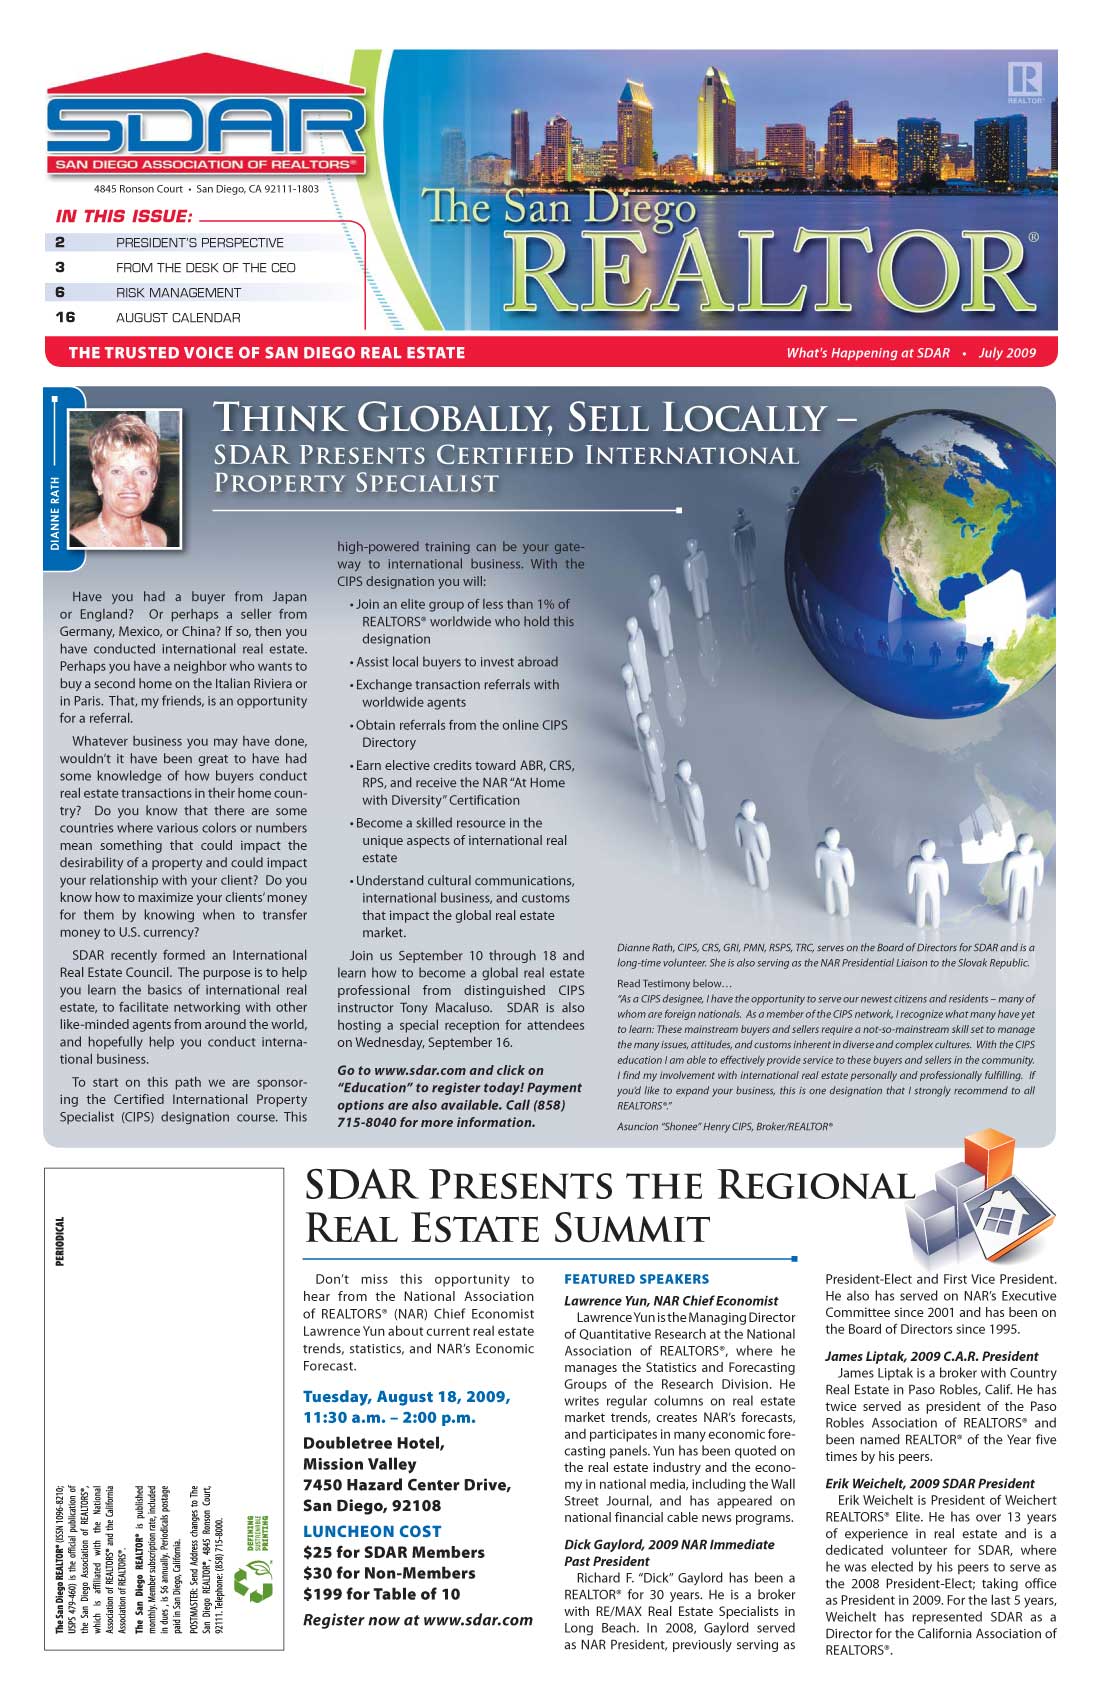 SDAR
SAN DIEGO ASSOCIATION OF REALTORS®
4845 Ronson Court • San Diego, CA 92111-1803
IN THIS ISSUE:
2 PRESIDENT'S PERSPECTIVE
3 FROM THE DESK OF THE CEO
6 RISK MANAGEMENT
16 AUGUST CALENDAR
R
REALTOR®
The San Diego
REALTOR®
THE TRUSTED VOICE OF SAN DIEGO REAL ESTATE
What's Happening at SDAR • July 2009
DIANNE RATH
THINK GLOBALLY, SELL LOCALLY –
SDAR PRESENTS CERTIFIED INTERNATIONAL
PROPERTY SPECIALIST
Have you had a buyer from Japan
or England? Or perhaps a seller from
Germany, Mexico, or China? If so, then you
have conducted international real estate.
Perhaps you have a neighbor who wants to
buy a second home on the Italian Riviera or
in Paris. That, my friends, is an opportunity
for a referral.
Whatever business you may have done,
wouldn't it have been great to have had
some knowledge of how buyers conduct
real estate transactions in their home coun-
try? Do you know that there are some
countries where various colors or numbers
mean something that could impact the
desirability of a property and could impact
your relationship with your client? Do you
know how to maximize your clients' money
for them by knowing when to transfer
money to U.S. currency?
SDAR recently formed an International
Real Estate Council. The purpose is to help
you learn the basics of international real
estate, to facilitate networking with other
like-minded agents from around the world,
and hopefully help you conduct interna-
tional business.
To start on this path we are sponsor-
ing the Certified International Property
Specialist (CIPS) designation course. This
high-powered training can be your gate-
way to international business. With the
CIPS designation you will:
• Join an elite group of less than 1% of
REALTORS® worldwide who hold this
designation
• Assist local buyers to invest abroad
• Exchange transaction referrals with
worldwide agents
• Obtain referrals from the online CIPS
Directory
• Earn elective credits toward ABR, CRS,
RPS, and receive the NAR "At Home
with Diversity" Certification
• Become a skilled resource in the
unique aspects of international real
estate
• Understand cultural communications,
international business, and customs
that impact the global real estate
market.
Join us September 10 through 18 and
learn how to become a global real estate
professional from distinguished CIPS
instructor Tony Macaluso. SDAR is also
hosting a special reception for attendees
on Wednesday, September 16.
Go to www.sdar.com and click on
"Education" to register today! Payment
options are also available. Call (858)
715-8040 for more information.
Dianne Rath, CIPS, CRS, GRI, PMN, RSPS, TRC, serves on the Board of Directors for SDAR and is a
long-time volunteer. She is also serving as the NAR Presidential Liaison to the Slovak Republic.
Read Testimony below…
"As a CIPS designee, I have the opportunity to serve our newest citizens and residents – many of
whom are foreign nationals. As a member of the CIPS network, I recognize what many have yet
to learn: These mainstream buyers and sellers require a not-so-mainstream skill set to manage
the many issues, attitudes, and customs inherent in diverse and complex cultures. With the CIPS
education I am able to effectively provide service to these buyers and sellers in the community.
I find my involvement with international real estate personally and professionally fulfilling. If
you'd like to expand your business, this is one designation that I strongly recommend to all
REALTORS®."
Asuncion "Shonee" Henry CIPS, Broker/REALTOR®
PERIODICAL
The San Diego REALTOR® (ISSN 1096-8210;
USPS 479-460) is the official publication of
the San Diego Association of REALTORS®,
which is affiliated with the National
Association of REALTORS® and the California
Association of REALTORS®.
The San Diego REALTOR® is published
monthly. Member subscription rate, included
in dues , is $6 annually. Periodicals postage
paid in San Diego, California.
POSTMASTER: Send Address changes to The
San Diego REALTOR®, 4845 Ronson Court,
92111. Telephone: (858) 715-8000.
DEFINING
SUSTAINABLE
PRINTING
SDAR PRESENTS THE REGIONAL
REAL ESTATE SUMMIT
Don't miss this opportunity to
hear from the National Association
of REALTORS® (NAR) Chief Economist
Lawrence Yun about current real estate
trends, statistics, and NAR's Economic
Forecast.
Tuesday, August 18, 2009,
11:30 a.m. – 2:00 p.m.
Doubletree Hotel,
Mission Valley
7450 Hazard Center Drive,
San Diego, 92108
LUNCHEON COST
$25 for SDAR Members
$30 for Non-Members
$199 for Table of 10
Register now at www.sdar.com
FEATURED SPEAKERS
Lawrence Yun, NAR Chief Economist
Lawrence Yun is the Managing Director
of Quantitative Research at the National
Association of REALTORS®, where he
manages the Statistics and Forecasting
Groups of the Research Division. He
writes regular columns on real estate
market trends, creates NAR's forecasts,
and participates in many economic fore-
casting panels. Yun has been quoted on
the real estate industry and the econo-
my in national media, including the Wall
Street Journal, and has appeared on
national financial cable news programs.
Dick Gaylord, 2009 NAR Immediate
Past President
Richard F. "Dick" Gaylord has been a
REALTOR® for 30 years. He is a broker
with RE/MAX Real Estate Specialists in
Long Beach. In 2008, Gaylord served
as NAR President, previously serving as
President-Elect and First Vice President.
He also has served on NAR's Executive
Committee since 2001 and has been on
the Board of Directors since 1995.
James Liptak, 2009 C.A.R. President
James Liptak is a broker with Country
Real Estate in Paso Robles, Calif. He has
twice served as president of the Paso
Robles Association of REALTORS® and
been named REALTOR® of the Year five
times by his peers.
Erik Weichelt, 2009 SDAR President
Erik Weichelt is President of Weichert
REALTORS® Elite. He has over 13 years
of experience in real estate and is a
dedicated volunteer for SDAR, where
he was elected by his peers to serve as
the 2008 President-Elect; taking office
as President in 2009. For the last 5 years,
Weichelt has represented SDAR as a
Director for the California Association of
REALTORS®.